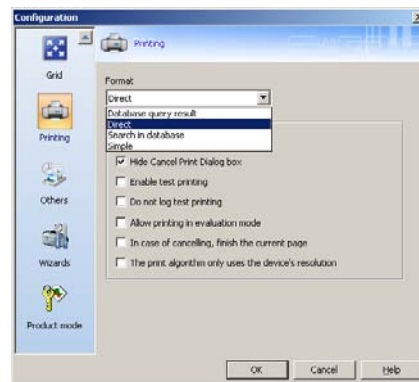 Configuration
Printing
Grid
Format
Direct
Database query result
Direct
Search in database
Simple
Printing
Hide Cancel Print Dialog box
Enable test printing
Others
Do not log test printing
Allow printing in evaluation mode
In case of cancelling, finish the current page
Wizards
The print algorithm only uses the device's resolution
Product mode
OK
Cancel
Help